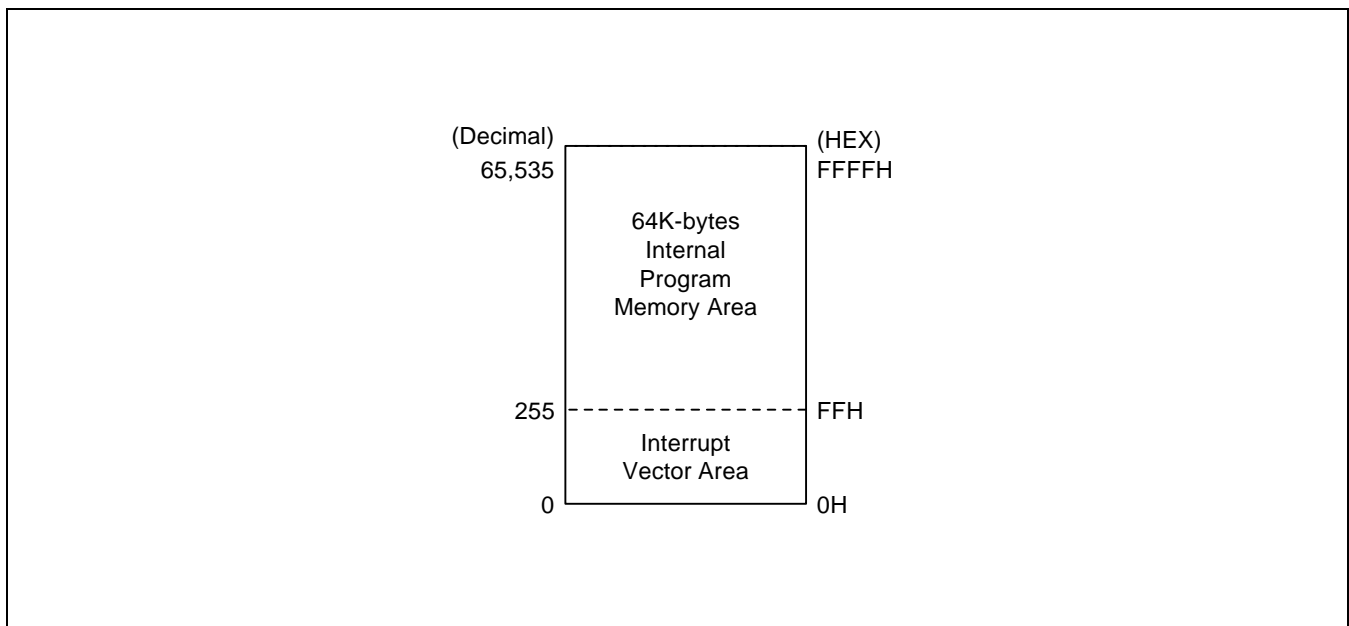 (Decimal)
(HEX)
65,535
FFFFH
64K-bytes
Internal
Program
Memory Area
255
FFH
Interrupt
Vector Area
0
0H